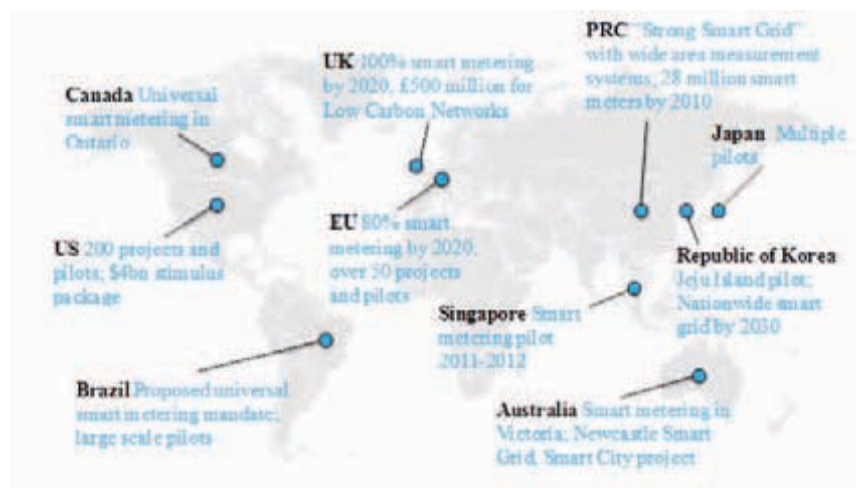 PRC "Strong Smart Grid"
with wide area measurement
systems, 28 million smart
meters by 2010
UK 100% smart metering
by 2020, £500 million for
Low Carbon Networks
Canada Universal
smart metering in
Ontario
Japan Multiple
pilots
EU 80% smart
metering by 2020,
over 50 projects
and pilots
US 200 projects and
pilots, $4bn stimulus
package
Republic of Korea
Jeju Island pilot;
Nationwide smart
grid by 2030
Singapore Smart
metering pilot
2011-2012
Brazil Proposed universal
smart metering mandate;
large scale pilots
Australia Smart metering in
Victoria; Newcastle Smart
Grid, Smart City project